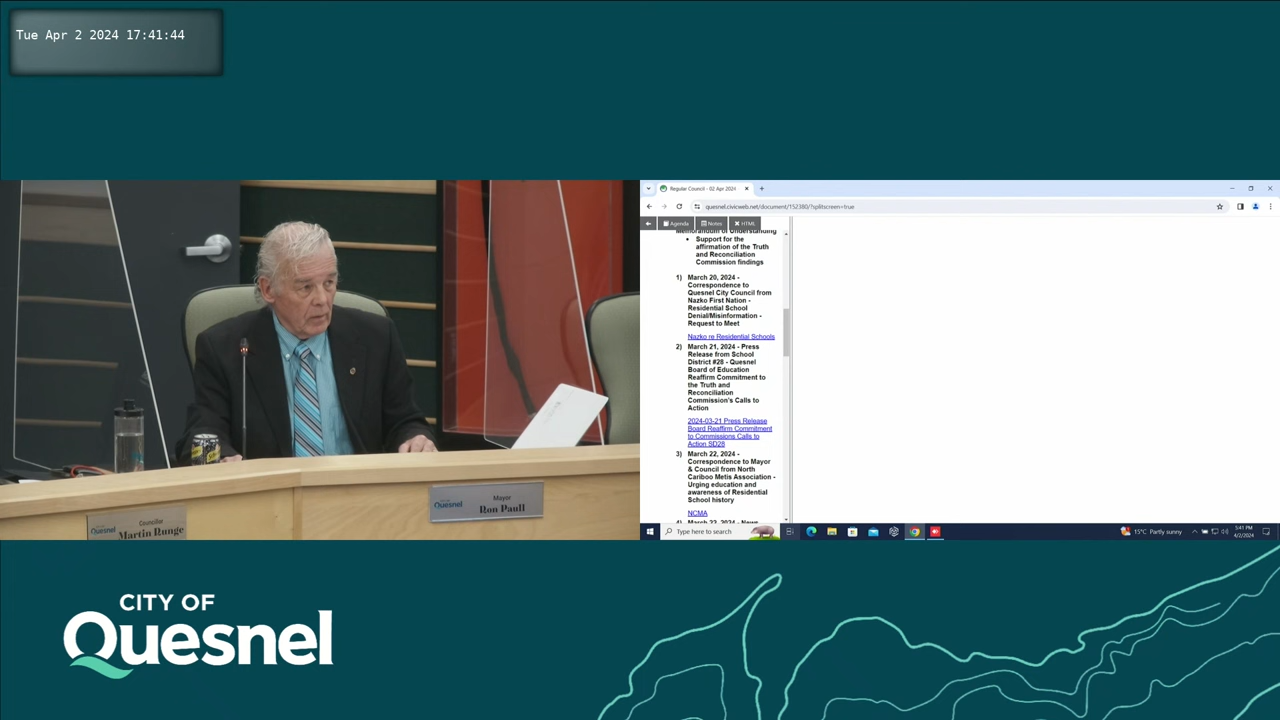 Tue Apr 2 2024 17:41:44
Regular Council - 02 Apr 2024
quesnel.civicweb.net/document/152380/?splitscreen=true
Agenda
Notes
HTML
Memorandum of Understanding
• Support for the
affirmation of the Truth
and Reconciliation
Commission findings
1) March 20, 2024 -
Correspondence to
Quesnel City Council from
Nazko First Nation -
Residential School
Denial/Misinformation -
Request to Meet
Nazko re Residential Schools
2) March 21, 2024 - Press
Release from School
District #28 - Quesnel
Board of Education
Reaffirm Commitment to
the Truth and
Reconciliation
Commission's Calls to
Action
2024-03-21 Press Release
Board Reaffirm Commitment
to Commissions Calls to
Action SD28
3) March 22, 2024 -
Correspondence to Mayor
& Council from North
Cariboo Metis Association -
Urging education and
awareness of Residential
School history
NCMA
Type here to search
15°C Partly sunny
5:41 PM
4/2/2024
Quesnel
Mayor
Ron Paull
Quesnel
Councillor
Martin Runge
CITY OF
Quesnel